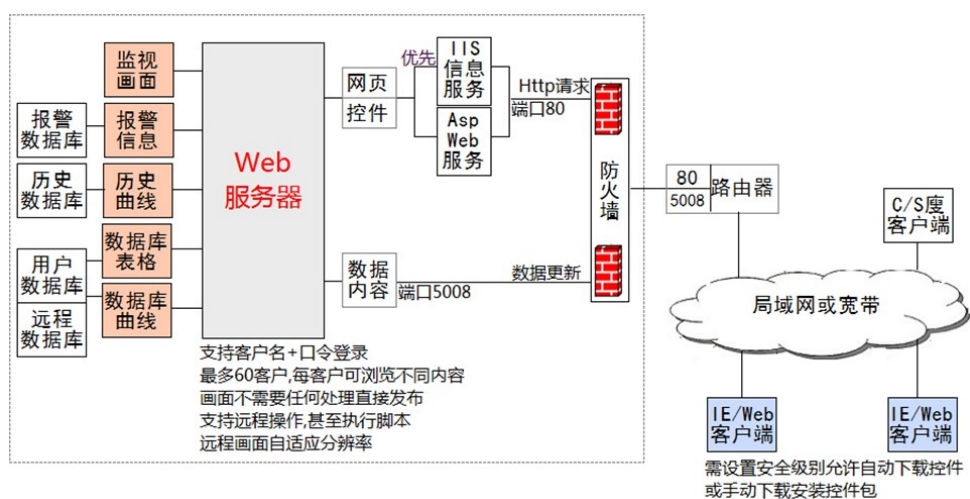 监视
画面
报警
数据库
报警
信息
历史
数据库
历史
曲线
数据库
表格
用户
数据库
数据库
曲线
远程
数据库
Web
服务器
网页
控件
优先
IIS
信息
服务
Asp
Web
服务
Http请求
端口80
数据
内容
端口5008
数据更新
防
火
墙
80
5008
路由器
C/S度
客户端
局域网或宽带
IE/Web
客户端
IE/Web
客户端
支持客户名+口令登录
最多60客户,每客户可浏览不同内容
画面不需要任何处理直接发布
支持远程操作,甚至执行脚本
远程画面自适应分辨率
需设置安全级别允许自动下载控件
或手动下载安装控件包